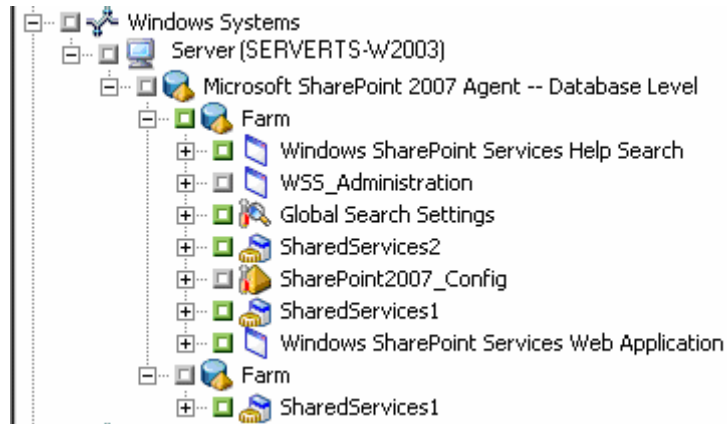 Windows Systems
Server (SERVERTS-W2003)
Microsoft SharePoint 2007 Agent -- Database Level
Farm
Windows SharePoint Services Help Search
WSS_Administration
Global Search Settings
SharedServices2
SharePoint2007_Config
SharedServices1
Windows SharePoint Services Web Application
Farm
SharedServices1